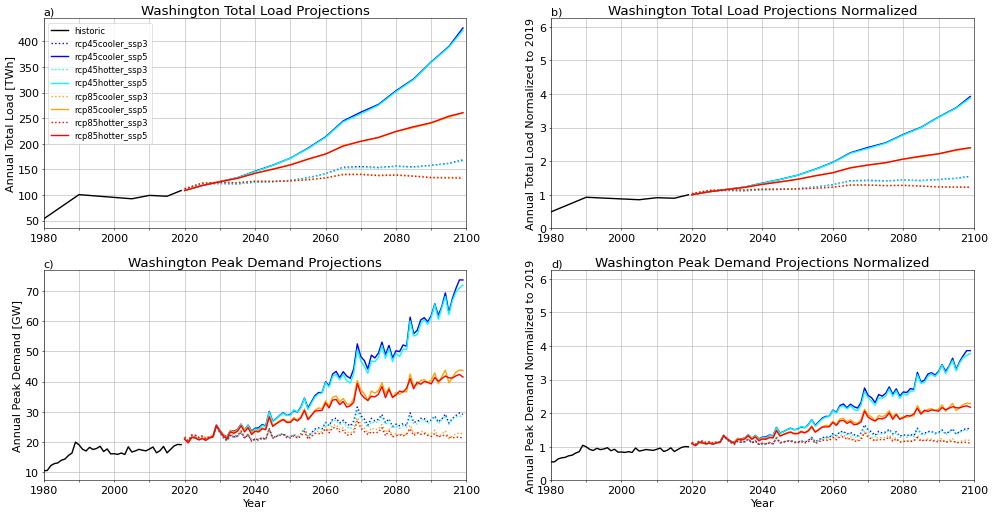 a) Washington Total Load Projections
Annual Total Load [TWh]
400
350
300
250
200
150
100
50
1980 2000 2020 2040 2060 2080 2100
historic
rcp45cooler_ssp3
rcp45cooler_ssp5
rcp45hotter_ssp3
rcp45hotter_ssp5
rcp85cooler_ssp3
rcp85cooler_ssp5
rcp85hotter_ssp3
rcp85hotter_ssp5
b) Washington Total Load Projections Normalized
Annual Total Load Normalized to 2019
6
5
4
3
2
1
0
1980 2000 2020 2040 2060 2080 2100
c) Washington Peak Demand Projections
Annual Peak Demand [GW]
70
60
50
40
30
20
10
1980 2000 2020 2040 2060 2080 2100
Year
d) Washington Peak Demand Projections Normalized
Annual Peak Demand Normalized to 2019
6
5
4
3
2
1
0
1980 2000 2020 2040 2060 2080 2100
Year